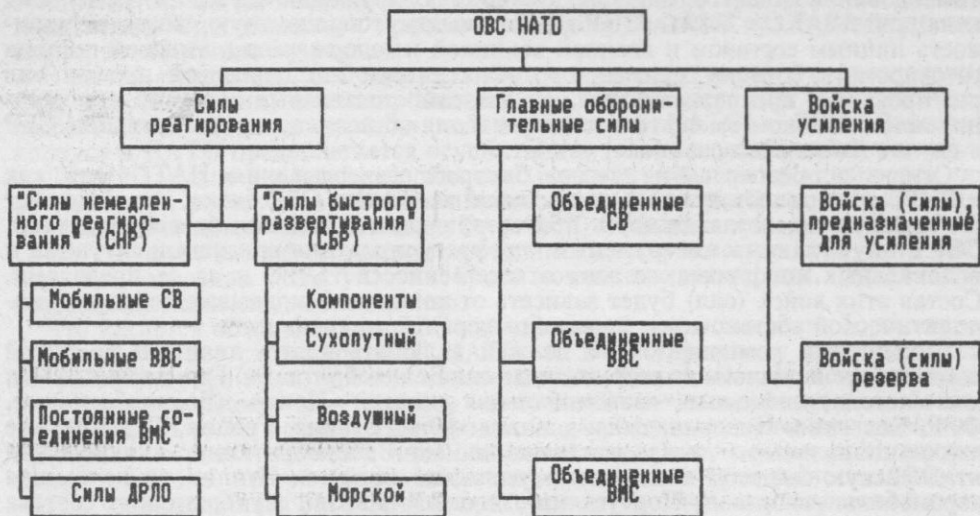 ОВС НАТО
Силы
реагирования
Главные оборони-
тельные силы
Войска
усиления
"Силы немедлен-
ного реагиро-
вания" (СНР)
"Силы быстрого
развертывания"
(СБР)
Объединенные
СВ
Войска (силы)
предназначенные
для усиления
Мобильные СВ
Мобильные ВВС
Постоянные со-
единения ВМС
Силы ДРЛО
Компоненты
Сухопутный
Воздушный
Морской
Объединенные
ВВС
Объединенные
ВМС
Войска (силы)
резерва